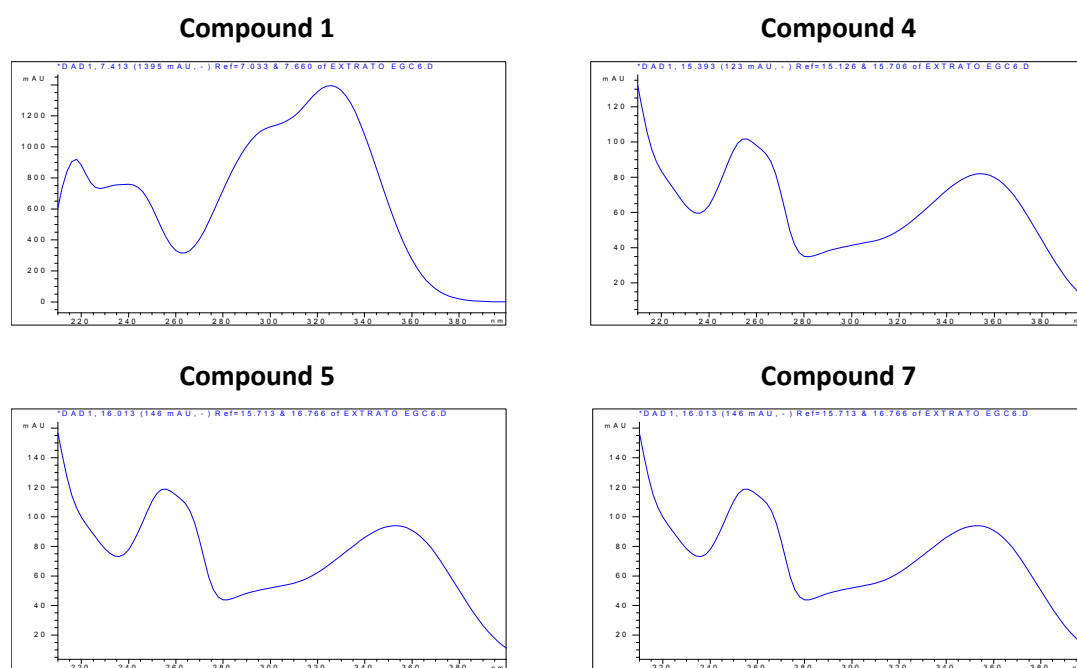 Compound 1
*DAD1, 7.413 (1395 mAU, - ) Ref=7.033 & 7.660 of EXTRATO EGC6.D
mAU
1200
1000
800
600
400
200
0
220 240 260 280 300 320 340 360 380 nm
Compound 4
*DAD1, 15.393 (123 mAU, - ) Ref=15.126 & 15.706 of EXTRATO EGC6.D
mAU
120
100
80
60
40
20
220 240 260 280 300 320 340 360 380
Compound 5
*DAD1, 16.013 (146 mAU, - ) Ref=15.713 & 16.766 of EXTRATO EGC6.D
mAU
140
120
100
80
60
40
20
220 240 260 280 300 320 340 360 380 nm
Compound 7
*DAD1, 16.013 (146 mAU, - ) Ref=15.713 & 16.766 of EXTRATO EGC6.D
mAU
140
120
100
80
60
40
20
220 240 260 280 300 320 340 360 380